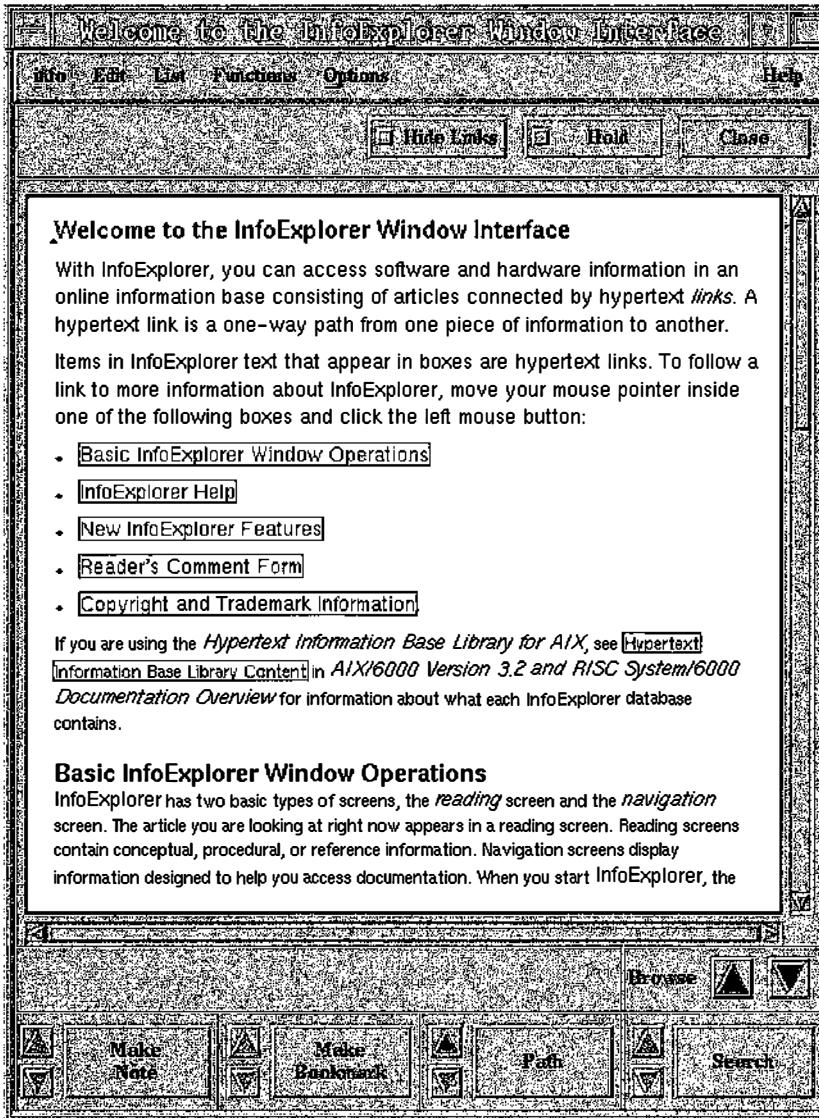 Welcome to the InfoExplorer Window Interface
info Edit List Functions Options Help
Hide Links Hold Close
Welcome to the InfoExplorer Window Interface
With InfoExplorer, you can access software and hardware information in an
online information base consisting of articles connected by hypertext links. A
hypertext link is a one-way path from one piece of information to another.
Items in InfoExplorer text that appear in boxes are hypertext links. To follow a
link to more information about InfoExplorer, move your mouse pointer inside
one of the following boxes and click the left mouse button:
• Basic InfoExplorer Window Operations
• InfoExplorer Help
• New InfoExplorer Features
• Reader's Comment Form
• Copyright and Trademark Information
If you are using the Hypertext Information Base Library for AIX, see Hypertext
Information Base Library Content in AIX/6000 Version 3.2 and RISC System/6000
Documentation Overview for information about what each InfoExplorer database
contains.
Basic InfoExplorer Window Operations
InfoExplorer has two basic types of screens, the reading screen and the navigation
screen. The article you are looking at right now appears in a reading screen. Reading screens
contain conceptual, procedural, or reference information. Navigation screens display
information designed to help you access documentation. When you start InfoExplorer, the
Browse
Make Note
Make Bookmark
Path
Search